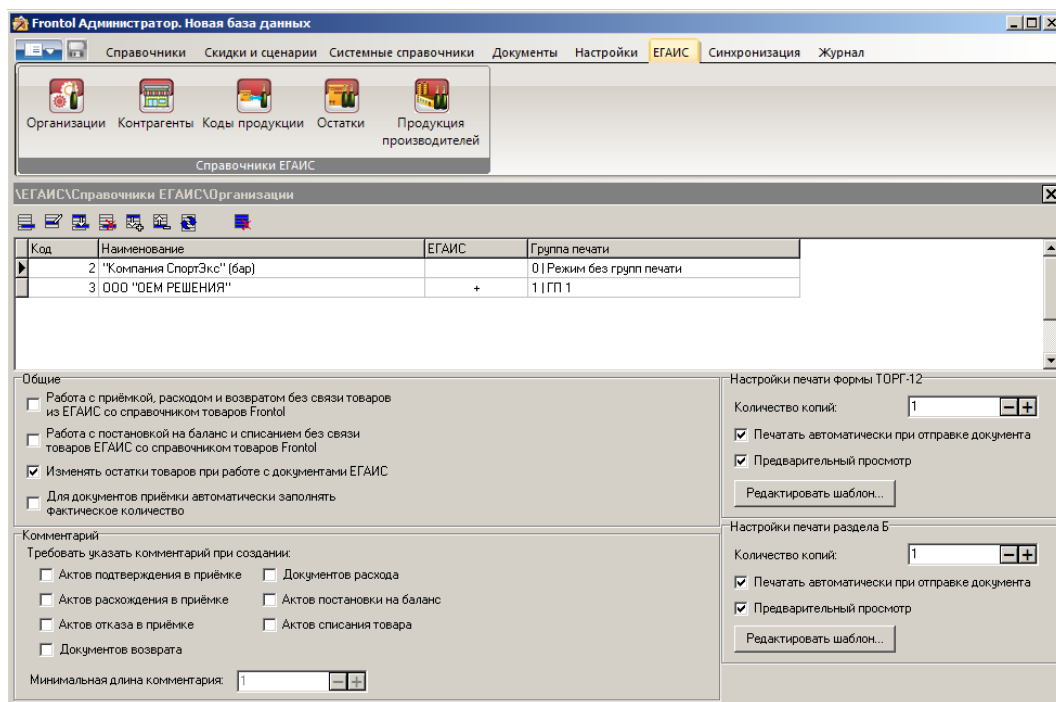 Frontol Администратор. Новая база данных
Справочники Скидки и сценарии Системные справочники Документы Настройки ЕГАИС Синхронизация Журнал
Организации Контрагенты Коды продукции Остатки Продукция
производителей
Справочники ЕГАИС
\ЕГАИС\Справочники ЕГАИС\Организации
Код Наименование ЕГАИС Группа печати
2 "Компания СпортЭкс" (бар) 0 | Режим без групп печати
3 ООО "ОЕМ РЕШЕНИЯ" + 1 | ГП 1
Общие
Работа с приёмкой, расходом и возвратом без связи товаров
из ЕГАИС со справочником товаров Frontol
Работа с постановкой на баланс и списанием без связи
товаров ЕГАИС со справочником товаров Frontol
Изменять остатки товаров при работе с документами ЕГАИС
Для документов приёмки автоматически заполнять
фактическое количество
Комментарий
Требовать указать комментарий при создании:
Актов подтверждения в приёмке Документов расхода
Актов расхождения в приёмке Актов постановки на баланс
Актов отказа в приёмке Актов списания товара
Документов возврата
Минимальная длина комментария: 1
Настройки печати формы ТОРГ-12
Количество копий: 1
Печатать автоматически при отправке документа
Предварительный просмотр
Редактировать шаблон...
Настройки печати раздела Б
Количество копий: 1
Печатать автоматически при отправке документа
Предварительный просмотр
Редактировать шаблон...